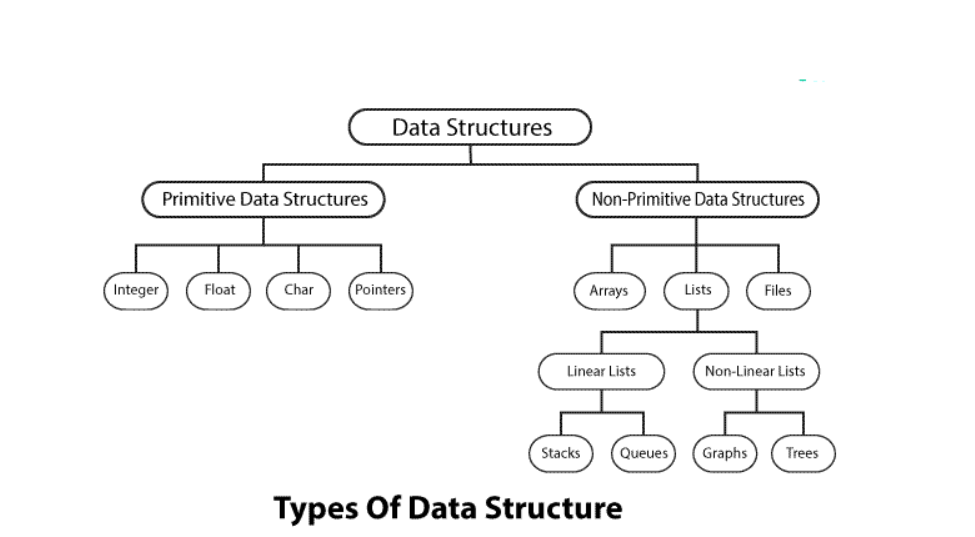 Data Structures
Primitive Data Structures
Non-Primitive Data Structures
Integer
Float
Char
Pointers
Arrays
Lists
Files
Linear Lists
Non-Linear Lists
Stacks
Queues
Graphs
Trees
Types Of Data Structure